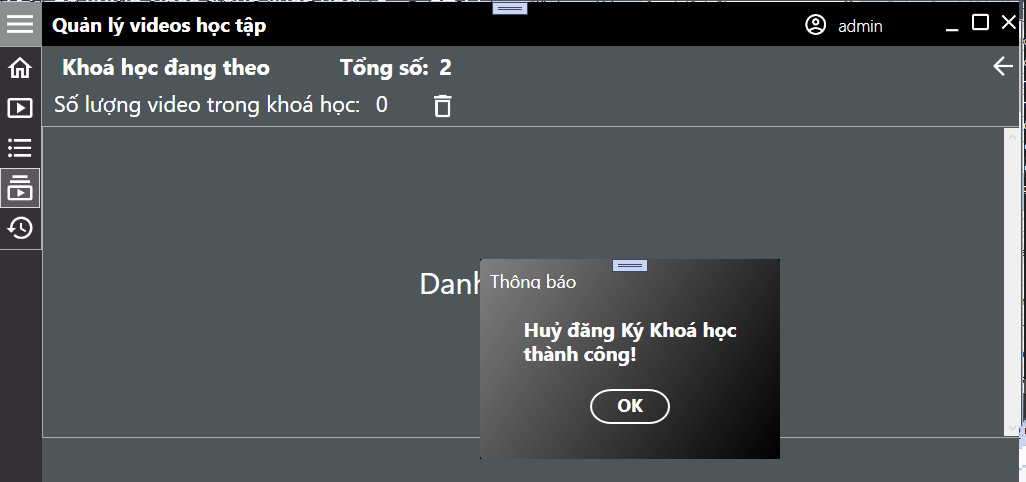 Quản lý videos học tập
admin
Khoá học đang theo
Tổng số: 2
Số lượng video trong khoá học: 0
Danh
Thông báo
Huỷ đăng Ký Khoá học
thành công!
OK